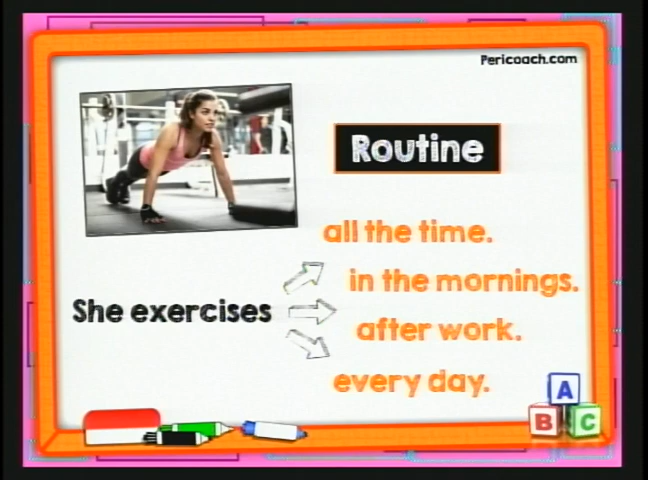 Pericoach.com
Routine
She exercises
all the time.
in the mornings.
after work.
every day.
A
B C